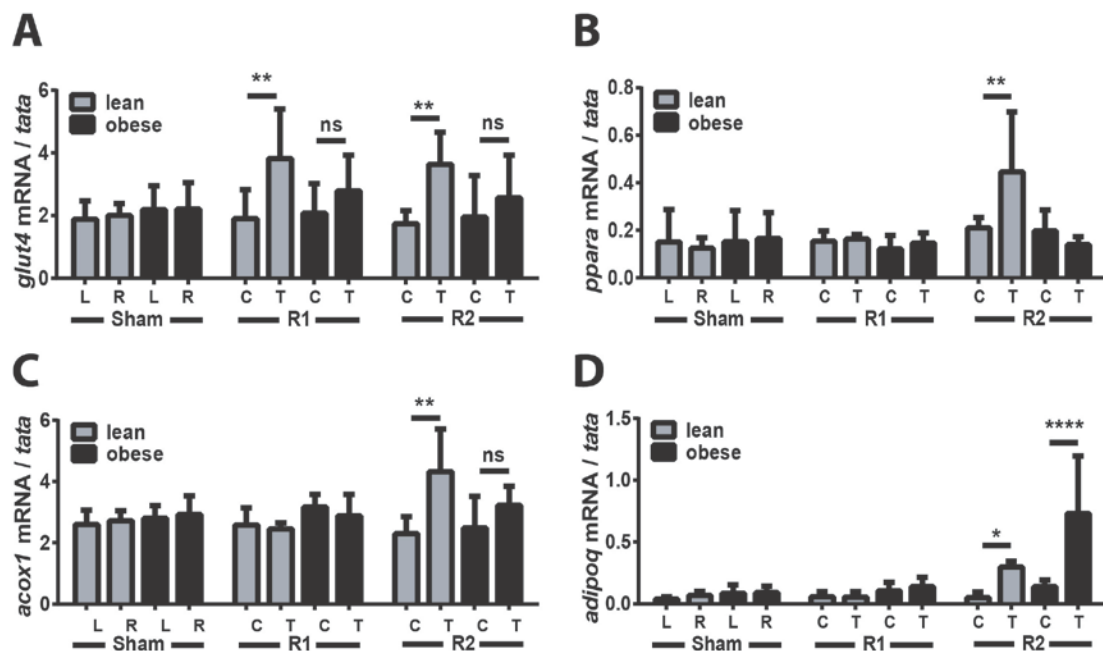 A
glut4 mRNA / tata
6
4
2
0
lean
obese
** ns ** ns
L R L R C T C T C T C T
Sham R1 R2
B
ppara mRNA / tata
0.8
0.6
0.4
0.2
0.0
lean
obese
**
L R L R C T C T C T C T
Sham R1 R2
C
acox1 mRNA / tata
6
4
2
0
lean
obese
** ns
L R L R C T C T C T C T
Sham R1 R2
D
adipoq mRNA / tata
1.5
1.0
0.5
0.0
lean
obese
* ****
L R L R C T C T C T C T
Sham R1 R2